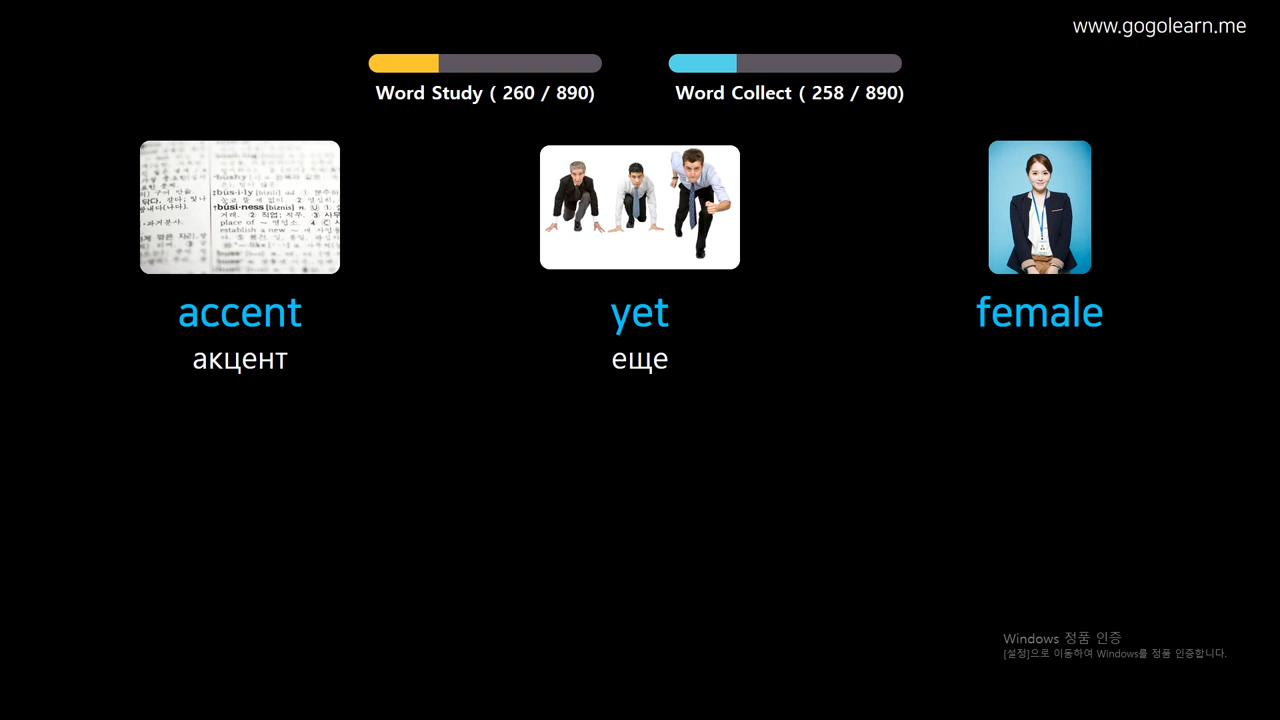 www.gogolearn.me
Word Study ( 260 / 890)
Word Collect ( 258 / 890)
accent
yet
female
акцент
еще
Windows 정품 인증
[설정]으로 이동하여 Windows를 정품 인증합니다.